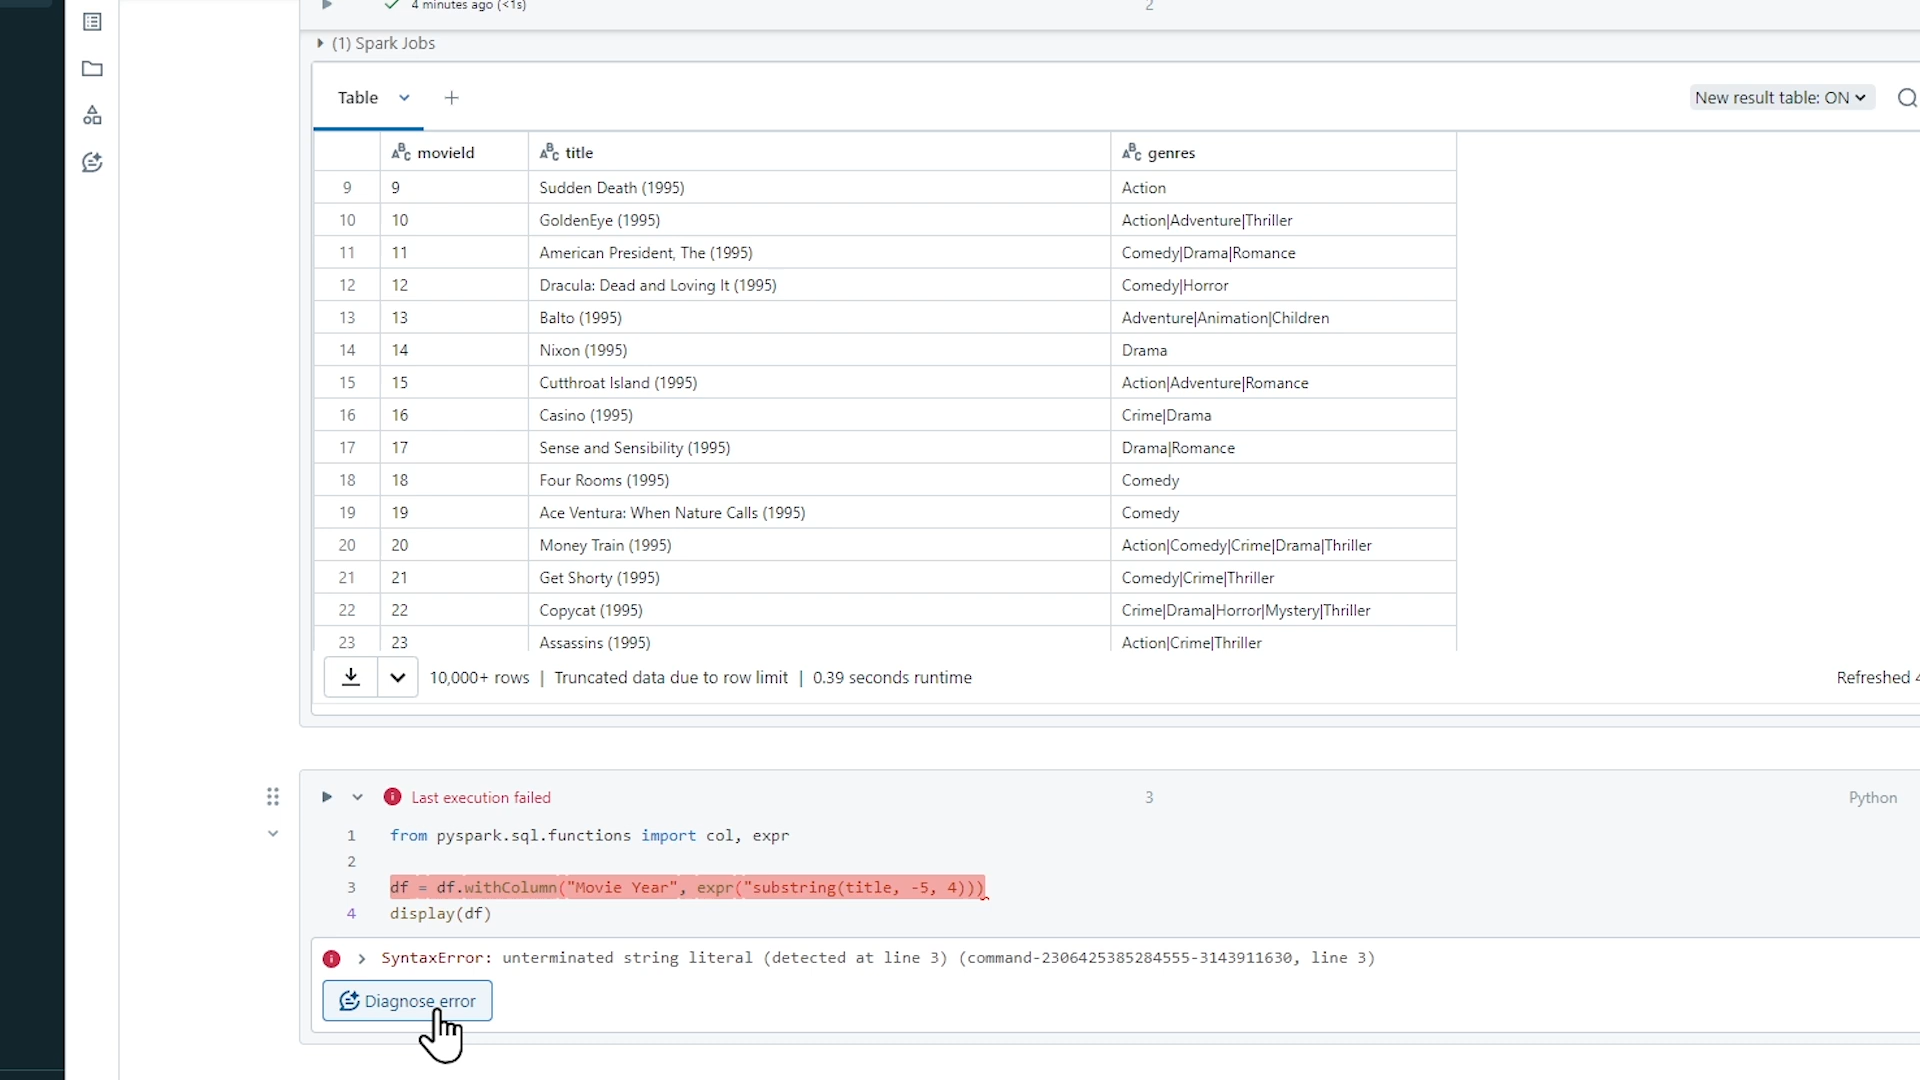 4 minutes ago (<1s)
2
(1) Spark Jobs
Table
New result table: ON
movieId title genres
9 9 Sudden Death (1995) Action
10 10 GoldenEye (1995) Action|Adventure|Thriller
11 11 American President, The (1995) Comedy|Drama|Romance
12 12 Dracula: Dead and Loving It (1995) Comedy|Horror
13 13 Balto (1995) Adventure|Animation|Children
14 14 Nixon (1995) Drama
15 15 Cutthroat Island (1995) Action|Adventure|Romance
16 16 Casino (1995) Crime|Drama
17 17 Sense and Sensibility (1995) Drama|Romance
18 18 Four Rooms (1995) Comedy
19 19 Ace Ventura: When Nature Calls (1995) Comedy
20 20 Money Train (1995) Action|Comedy|Crime|Drama|Thriller
21 21 Get Shorty (1995) Comedy|Crime|Thriller
22 22 Copycat (1995) Crime|Drama|Horror|Mystery|Thriller
23 23 Assassins (1995) Action|Crime|Thriller
10,000+ rows | Truncated data due to row limit | 0.39 seconds runtime
Refreshed 4
Last execution failed
3
Python
1 from pyspark.sql.functions import col, expr
2
3 df = df.withColumn("Movie Year", expr("substring(title, -5, 4)))
4 display(df)
SyntaxError: unterminated string literal (detected at line 3) (command-2306425385284555-3143911630, line 3)
Diagnose error